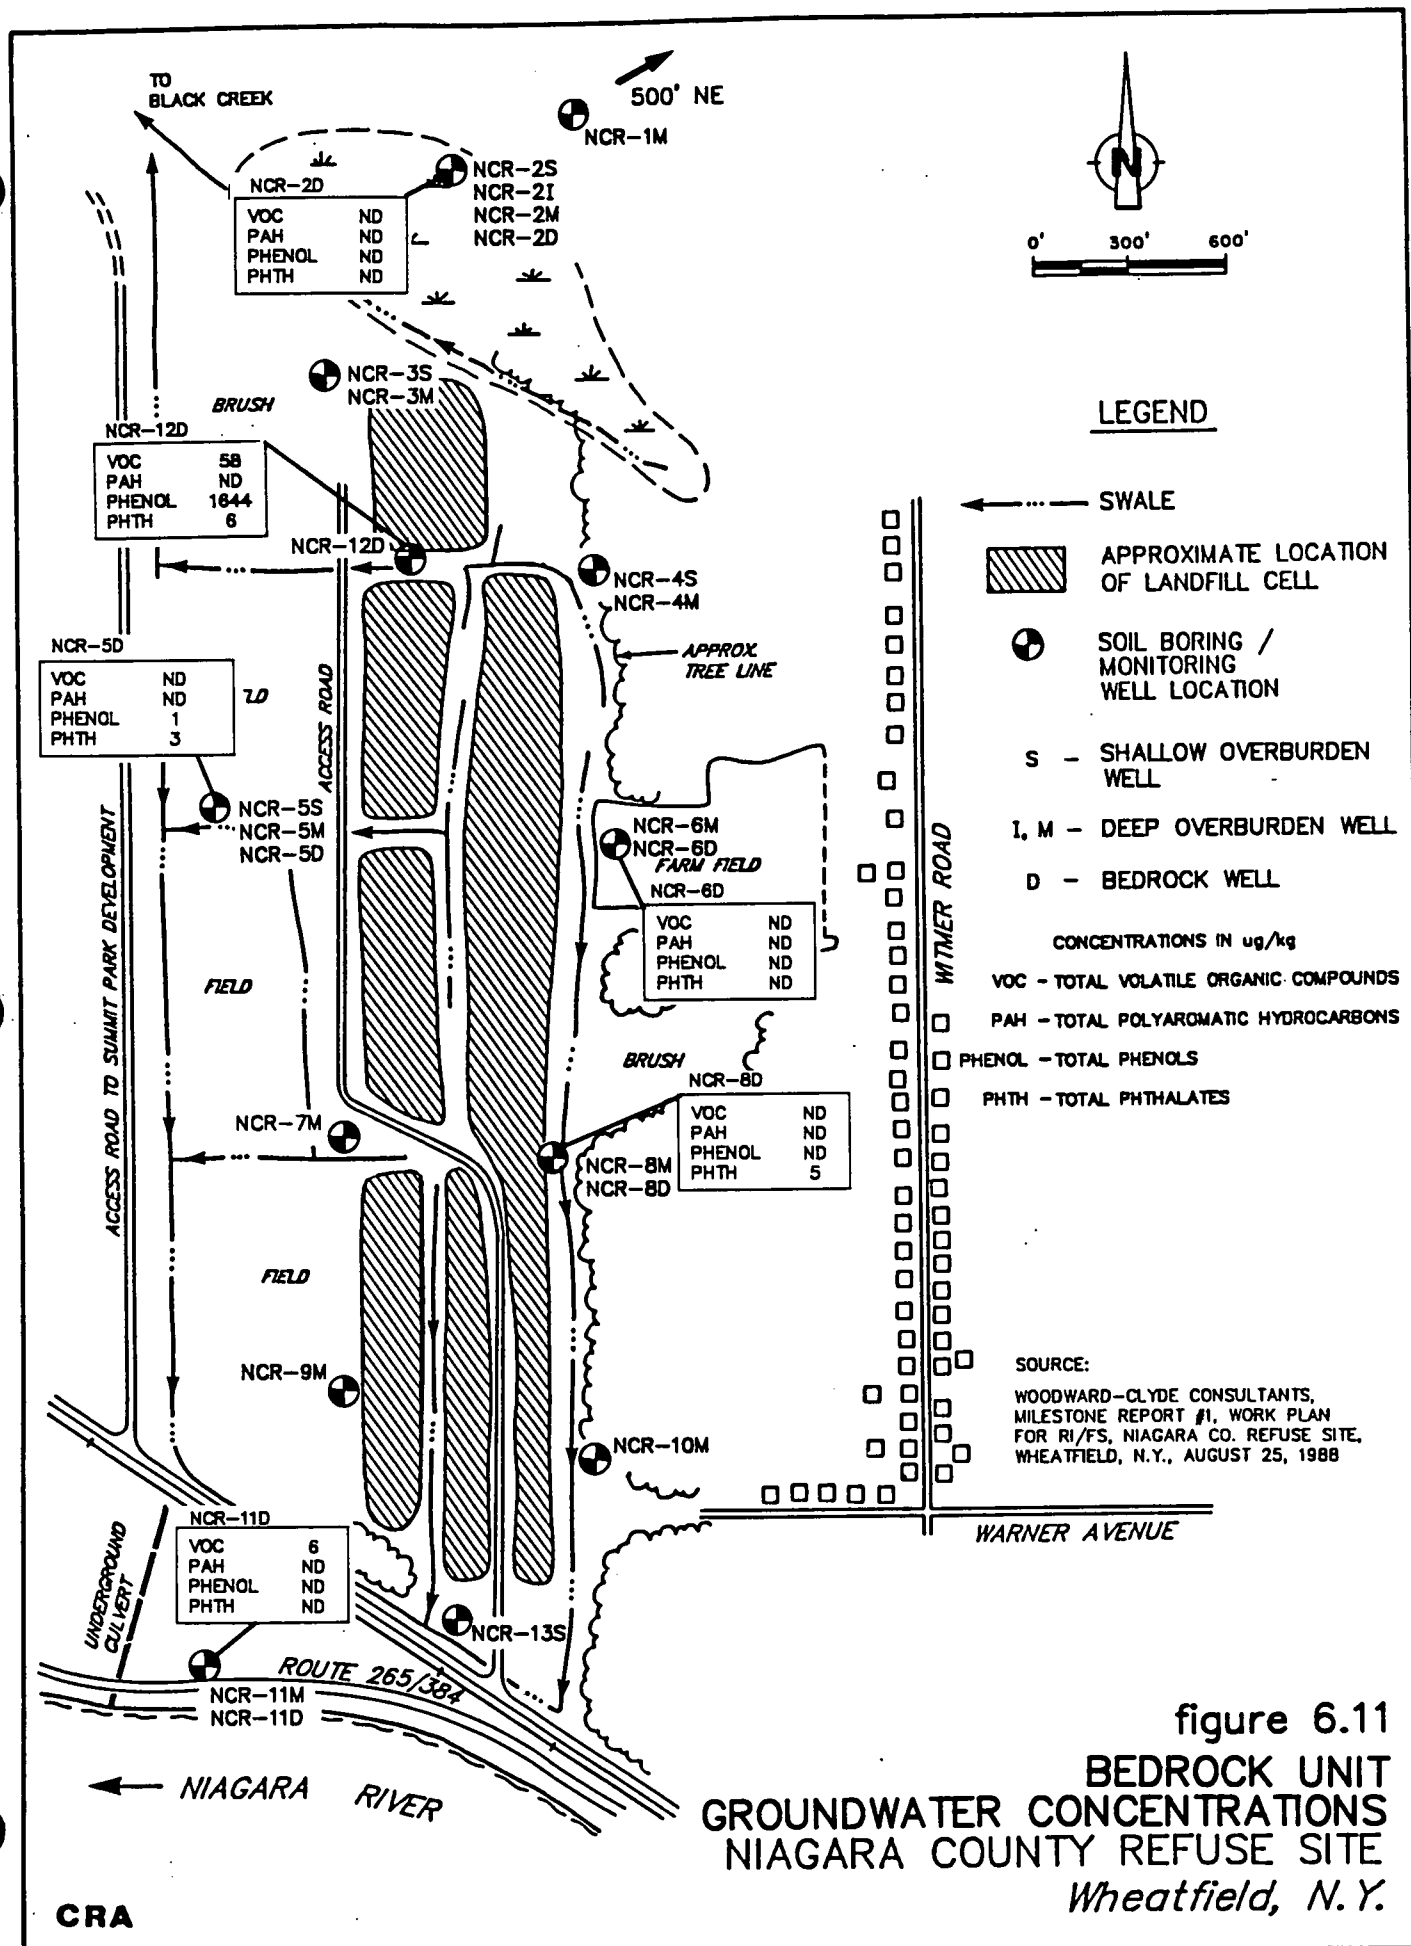 TO
BLACK CREEK
500' NE
NCR-1M
NCR-2S
NCR-2I
NCR-2M
NCR-2D
NCR-2D
VOC ND
PAH ND
PHENOL ND
PHTH ND
N
0' 300' 600'
NCR-3S
NCR-3M
BRUSH
NCR-12D
VOC 58
PAH ND
PHENOL 1644
PHTH 6
NCR-12D
NCR-4S
NCR-4M
APPROX.
TREE LINE
NCR-5D
VOC ND
PAH ND
PHENOL 1
PHTH 3
LD
ACCESS ROAD
NCR-5S
NCR-5M
NCR-5D
NCR-6M
NCR-6D
FARM FIELD
NCR-6D
VOC ND
PAH ND
PHENOL ND
PHTH ND
ACCESS ROAD TO SUMMIT PARK DEVELOPMENT
FIELD
BRUSH
NCR-8D
VOC ND
PAH ND
PHENOL ND
PHTH 5
NCR-7M
NCR-8M
NCR-8D
FIELD
NCR-9M
NCR-10M
NCR-11D
VOC 6
PAH ND
PHENOL ND
PHTH ND
UNDERGROUND
CULVERT
NCR-13S
ROUTE 265/384
NCR-11M
NCR-11D
NIAGARA RIVER
WITMER ROAD
WARNER AVENUE
LEGEND
SWALE
APPROXIMATE LOCATION
OF LANDFILL CELL
SOIL BORING /
MONITORING
WELL LOCATION
S - SHALLOW OVERBURDEN
WELL
I, M - DEEP OVERBURDEN WELL
D - BEDROCK WELL
CONCENTRATIONS IN ug/kg
VOC - TOTAL VOLATILE ORGANIC COMPOUNDS
PAH - TOTAL POLYAROMATIC HYDROCARBONS
PHENOL - TOTAL PHENOLS
PHTH - TOTAL PHTHALATES
SOURCE:
WOODWARD-CLYDE CONSULTANTS,
MILESTONE REPORT #1, WORK PLAN
FOR RI/FS, NIAGARA CO. REFUSE SITE,
WHEATFIELD, N.Y., AUGUST 25, 1988
figure 6.11
BEDROCK UNIT
GROUNDWATER CONCENTRATIONS
NIAGARA COUNTY REFUSE SITE
Wheatfield, N.Y.
CRA